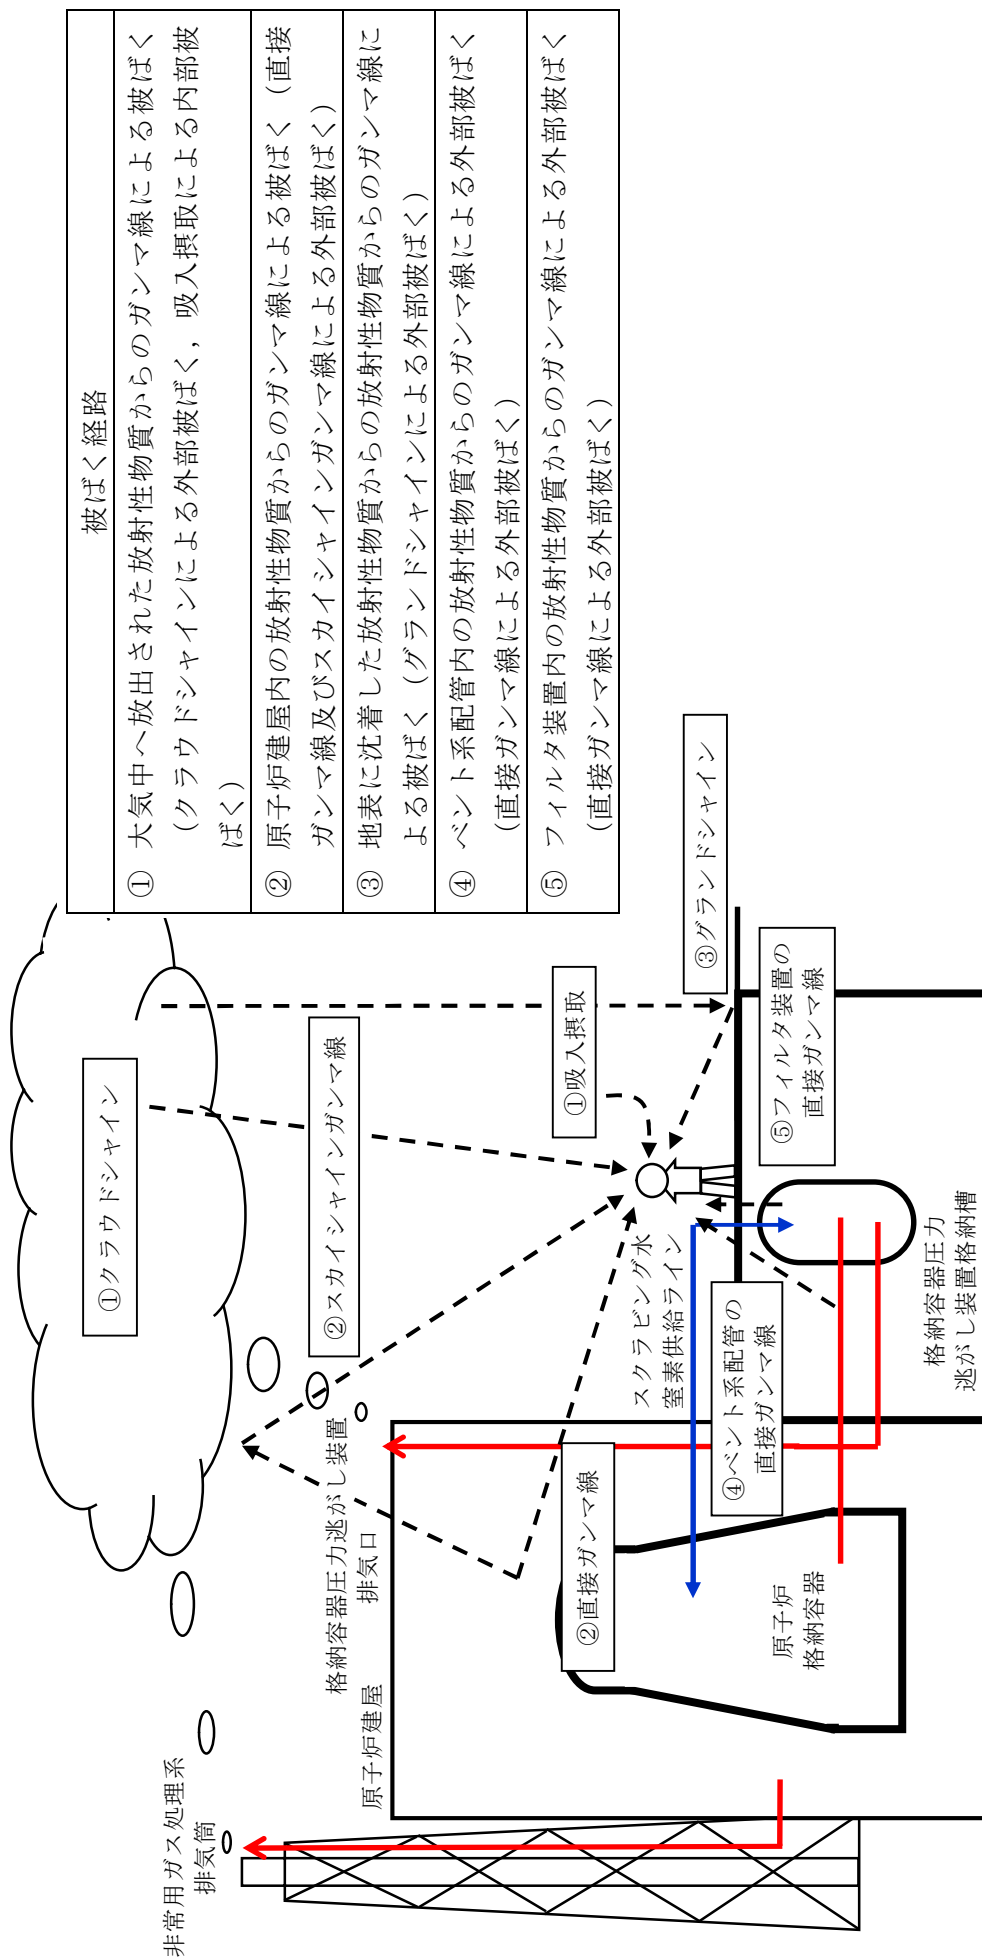 被ばく経路
① 大気中へ放出された放射性物質からのガンマ線による被ばく
(クラウドシャインによる外部被ばく，吸入摂取による内部被
ばく)
② 原子炉建屋内の放射性物質からのガンマ線による被ばく（直接
ガンマ線及びスカイシャインガンマ線による外部被ばく)
③ 地表に沈着した放射性物質からの放射性物質からのガンマ線に
よる被ばく（グランドシャインによる外部被ばく)
④ ベント系配管内の放射性物質からのガンマ線による外部被ばく
(直接ガンマ線による外部被ばく)
⑤ フィルタ装置内の放射性物質からのガンマ線による外部被ばく
(直接ガンマ線による外部被ばく)
①クラウドシャイン
②スカイシャインガンマ線
①吸入摂取
③グランドシャイン
非常用ガス処理系
排気筒
格納容器圧力逃がし装置
排気口
原子炉建屋
②直接ガンマ線
スクラビング水
窒素供給ライン
④ベント系配管の
直接ガンマ線
⑤フィルタ装置の
直接ガンマ線
原子炉
格納容器
格納容器圧力
逃がし装置格納槽